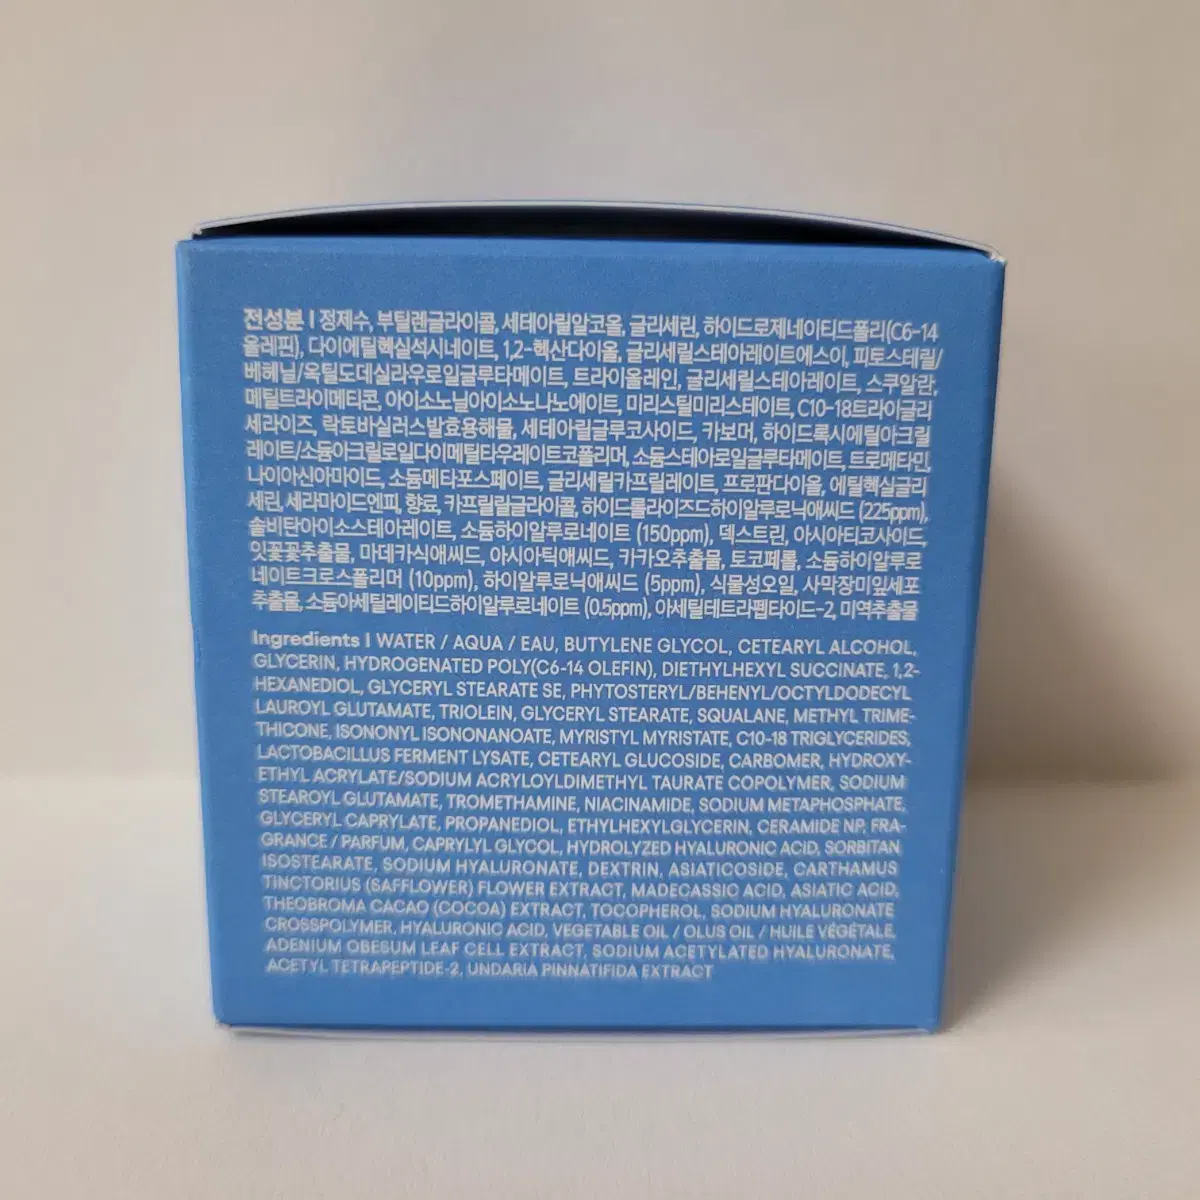 전성분 | 정제수, 부틸렌글라이콜, 세테아릴알코올, 글리세린, 하이드로제네이티드폴리(C6-14
올레핀), 다이에틸헥실석시네이트, 1,2-헥산다이올, 글리세릴스테아레이트에스이, 피토스테릴/
베헤닐/옥틸도데실라우로일글루타메이트, 트라이올레인, 글리세릴스테아레이트, 스쿠알란,
메틸트라이메티콘, 아이소노닐아이소노나노에이트, 미리스틸미리스테이트, C10-18트라이글리
세라이즈, 락토바실러스발효용해물, 세테아릴글루코사이드, 카보머, 하이드록시에틸아크릴
레이트/소듐아크릴로일다이메틸타우레이트코폴리머, 소듐스테아로일글루타메이트, 트로메타민,
나이아신아마이드, 소듐메타포스페이트, 글리세릴카프릴레이트, 프로판다이올, 에틸헥실글리
세린, 세라마이드엔피, 향료, 카프릴릴글라이콜, 하이드롤라이즈드하이알루로닉애씨드 (225ppm),
솔비탄아이소스테아레이트, 소듐하이알루로네이트 (150ppm), 덱스트린, 아시아티코사이드,
잇꽃꽃추출물, 마데카식애씨드, 아시아틱애씨드, 카카오추출물, 토코페롤, 소듐하이알루로
네이트크로스폴리머 (10ppm), 하이알루로닉애씨드 (5ppm), 식물성오일, 사막장미잎세포
추출물, 소듐아세틸레이티드하이알루로네이트 (0.5ppm), 아세틸테트라펩타이드-2, 미역추출물
Ingredients | WATER / AQUA / EAU, BUTYLENE GLYCOL, CETEARYL ALCOHOL,
GLYCERIN, HYDROGENATED POLY(C6-14 OLEFIN), DIETHYLHEXYL SUCCINATE, 1,2-
HEXANEDIOL, GLYCERYL STEARATE SE, PHYTOSTERYL/BEHENYL/OCTYLDODECYL
LAUROYL GLUTAMATE, TRIOLEIN, GLYCERYL STEARATE, SQUALANE, METHYL TRIME-
THICONE, ISONONYL ISONONANOATE, MYRISTYL MYRISTATE, C10-18 TRIGLYCERIDES,
LACTOBACILLUS FERMENT LYSATE, CETEARYL GLUCOSIDE, CARBOMER, HYDROXY-
ETHYL ACRYLATE/SODIUM ACRYLOYLDIMETHYL TAURATE COPOLYMER, SODIUM
STEAROYL GLUTAMATE, TROMETHAMINE, NIACINAMIDE, SODIUM METAPHOSPHATE,
GLYCERYL CAPRYLATE, PROPANEDIOL, ETHYLHEXYLGLYCERIN, CERAMIDE NP, FRA-
GRANCE / PARFUM, CAPRYLYL GLYCOL, HYDROLYZED HYALURONIC ACID, SORBITAN
ISOSTEARATE, SODIUM HYALURONATE, DEXTRIN, ASIATICOSIDE, CARTHAMUS
TINCTORIUS (SAFFLOWER) FLOWER EXTRACT, MADECASSIC ACID, ASIATIC ACID,
THEOBROMA CACAO (COCOA) EXTRACT, TOCOPHEROL, SODIUM HYALURONATE
CROSSPOLYMER, HYALURONIC ACID, VEGETABLE OIL / OLUS OIL / HUILE VÉGÉTALE,
ADENIUM OBESUM LEAF CELL EXTRACT, SODIUM ACETYLATED HYALURONATE,
ACETYL TETRAPEPTIDE-2, UNDARIA PINNATIFIDA EXTRACT